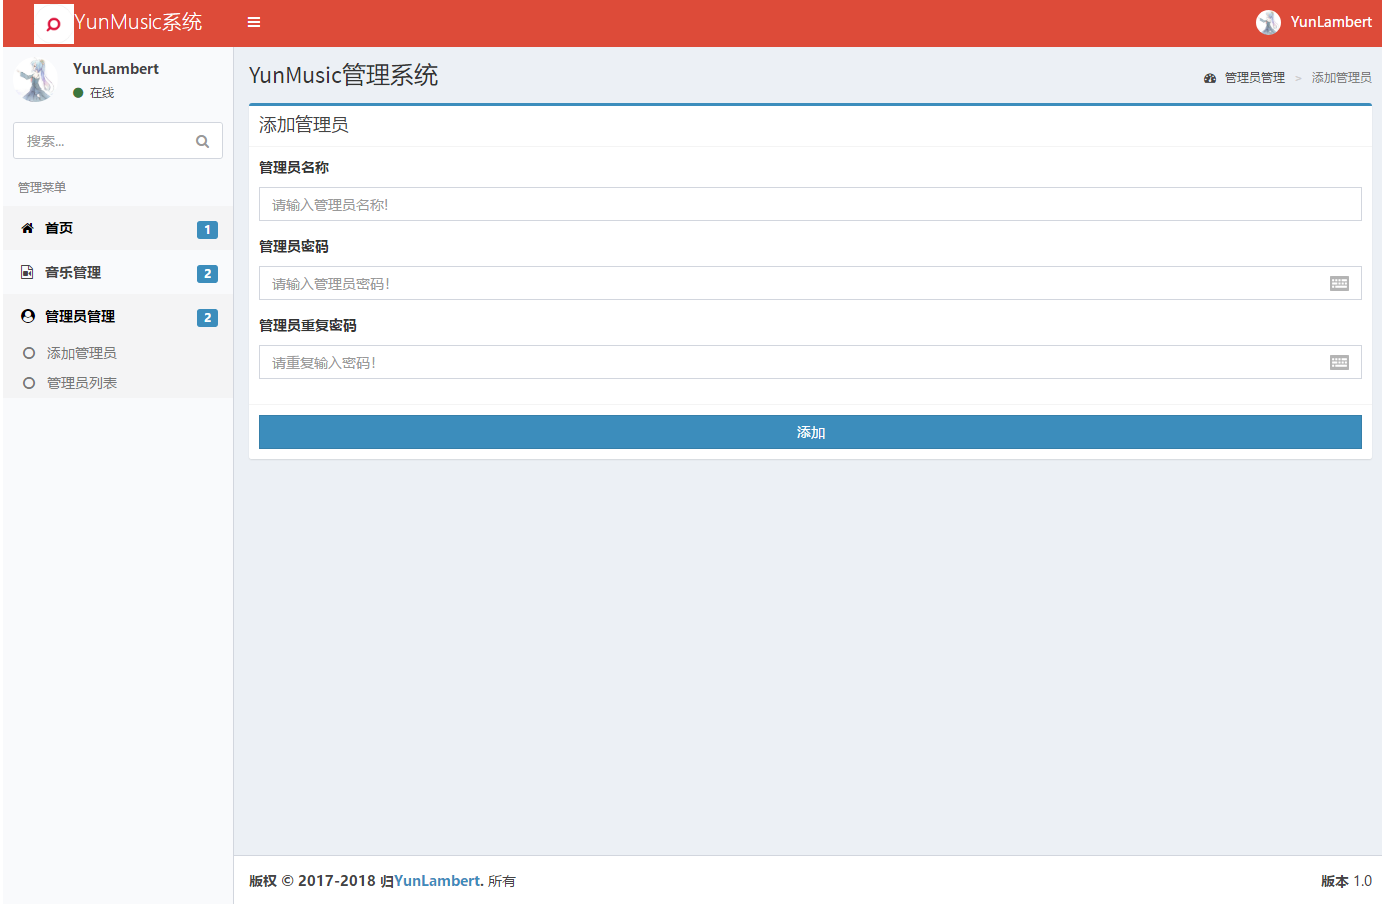 YunMusic系统
YunLambert
YunLambert
在线
搜索...
管理菜单
首页 1
音乐管理 2
管理员管理 2
添加管理员
管理员列表
YunMusic管理系统
管理员管理 > 添加管理员
添加管理员
管理员名称
请输入管理员名称!
管理员密码
请输入管理员密码!
管理员重复密码
请重复输入密码!
添加
版权 © 2017-2018 归YunLambert. 所有
版本 1.0